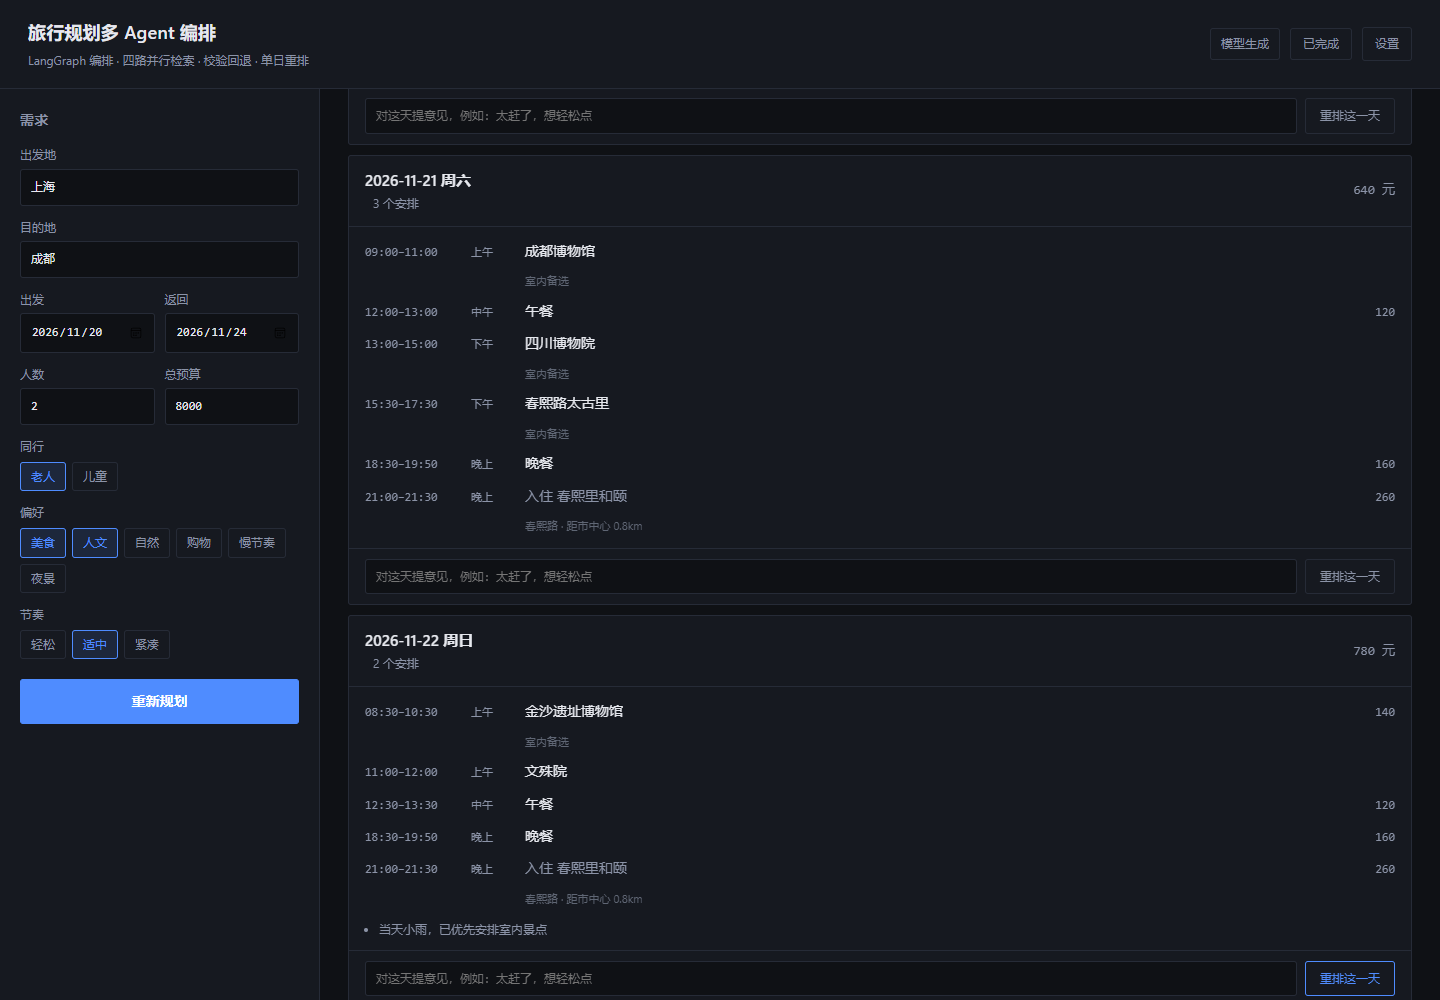 旅行规划多 Agent 编排
LangGraph 编排 · 四路并行检索 · 校验回退 · 单日重排
模型生成
已完成
设置
需求
出发地
上海
目的地
成都
出发
返回
2026/11/20
2026/11/24
人数
总预算
2
8000
同行
老人
儿童
偏好
美食
人文
自然
购物
慢节奏
夜景
节奏
轻松
适中
紧凑
重新规划
对这天提意见，例如：太赶了，想轻松点
重排这一天
2026-11-21 周六
3 个安排
640 元
09:00–11:00 上午 成都博物馆
室内备选
12:00–13:00 中午 午餐 120
13:00–15:00 下午 四川博物院
室内备选
15:30–17:30 下午 春熙路太古里
室内备选
18:30–19:50 晚上 晚餐 160
21:00–21:30 晚上 入住 春熙里和颐 260
春熙路 · 距市中心 0.8km
对这天提意见，例如：太赶了，想轻松点
重排这一天
2026-11-22 周日
2 个安排
780 元
08:30–10:30 上午 金沙遗址博物馆 140
室内备选
11:00–12:00 上午 文殊院
12:30–13:30 中午 午餐 120
18:30–19:50 晚上 晚餐 160
21:00–21:30 晚上 入住 春熙里和颐 260
春熙路 · 距市中心 0.8km
• 当天小雨，已优先安排室内景点
对这天提意见，例如：太赶了，想轻松点
重排这一天